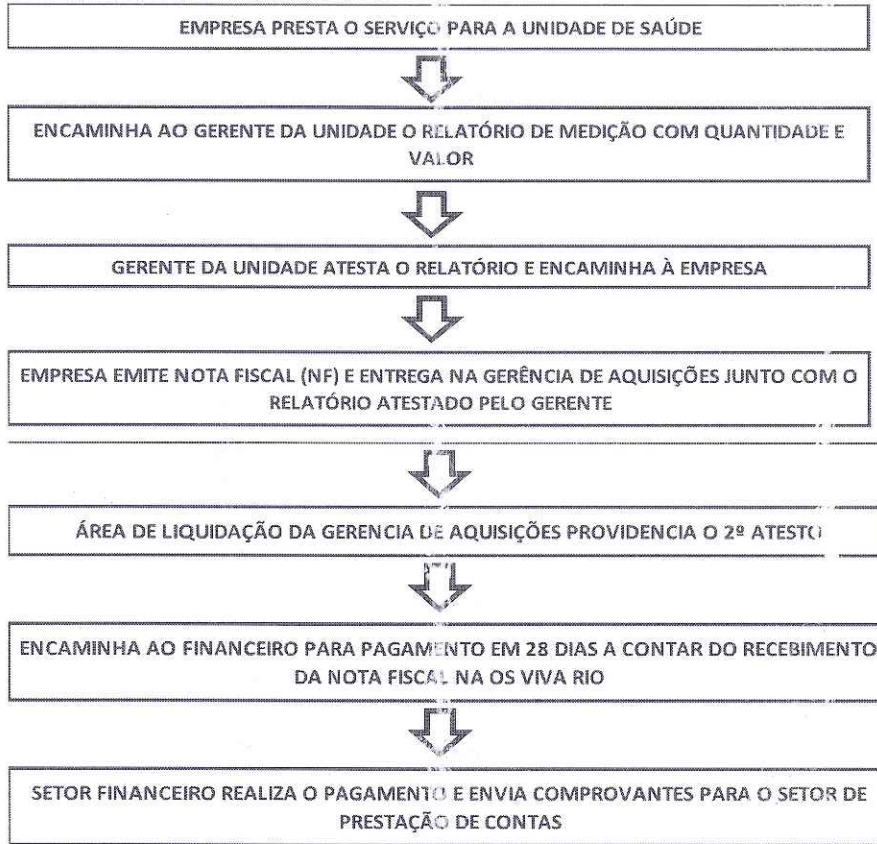 EMPRESA PRESTA O SERVIÇO PARA A UNIDADE DE SAÚDE
ENCAMINHA AO GERENTE DA UNIDADE O RELATÓRIO DE MEDIÇÃO COM QUANTIDADE E
VALOR
GERENTE DA UNIDADE ATESTA O RELATÓRIO E ENCAMINHA À EMPRESA
EMPRESA EMITE NOTA FISCAL (NF) E ENTREGA NA GERÊNCIA DE AQUISIÇÕES JUNTO COM O
RELATÓRIO ATESTADO PELO GERENTE
ÁREA DE LIQUIDAÇÃO DA GERENCIA DE AQUISIÇÕES PROVIDENCIA O 2º ATESTO
ENCAMINHA AO FINANCEIRO PARA PAGAMENTO EM 28 DIAS A CONTAR DO RECEBIMENTO
DA NOTA FISCAL NA OS VIVA RIO
SETOR FINANCEIRO REALIZA O PAGAMENTO E ENVIA COMPROVANTES PARA O SETOR DE
PRESTAÇÃO DE CONTAS